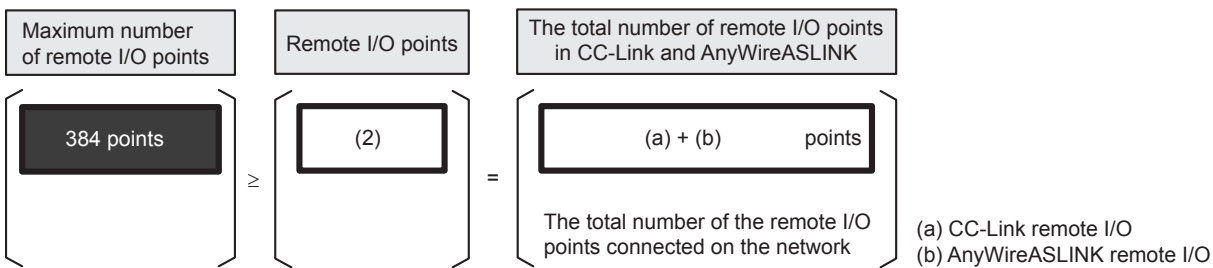 Maximum number
of remote I/O points
Remote I/O points
The total number of remote I/O points
in CC-Link and AnyWireASLINK
384 points
≥
(2)
=
(a) + (b) points
The total number of the remote I/O
points connected on the network
(a) CC-Link remote I/O
(b) AnyWireASLINK remote I/O